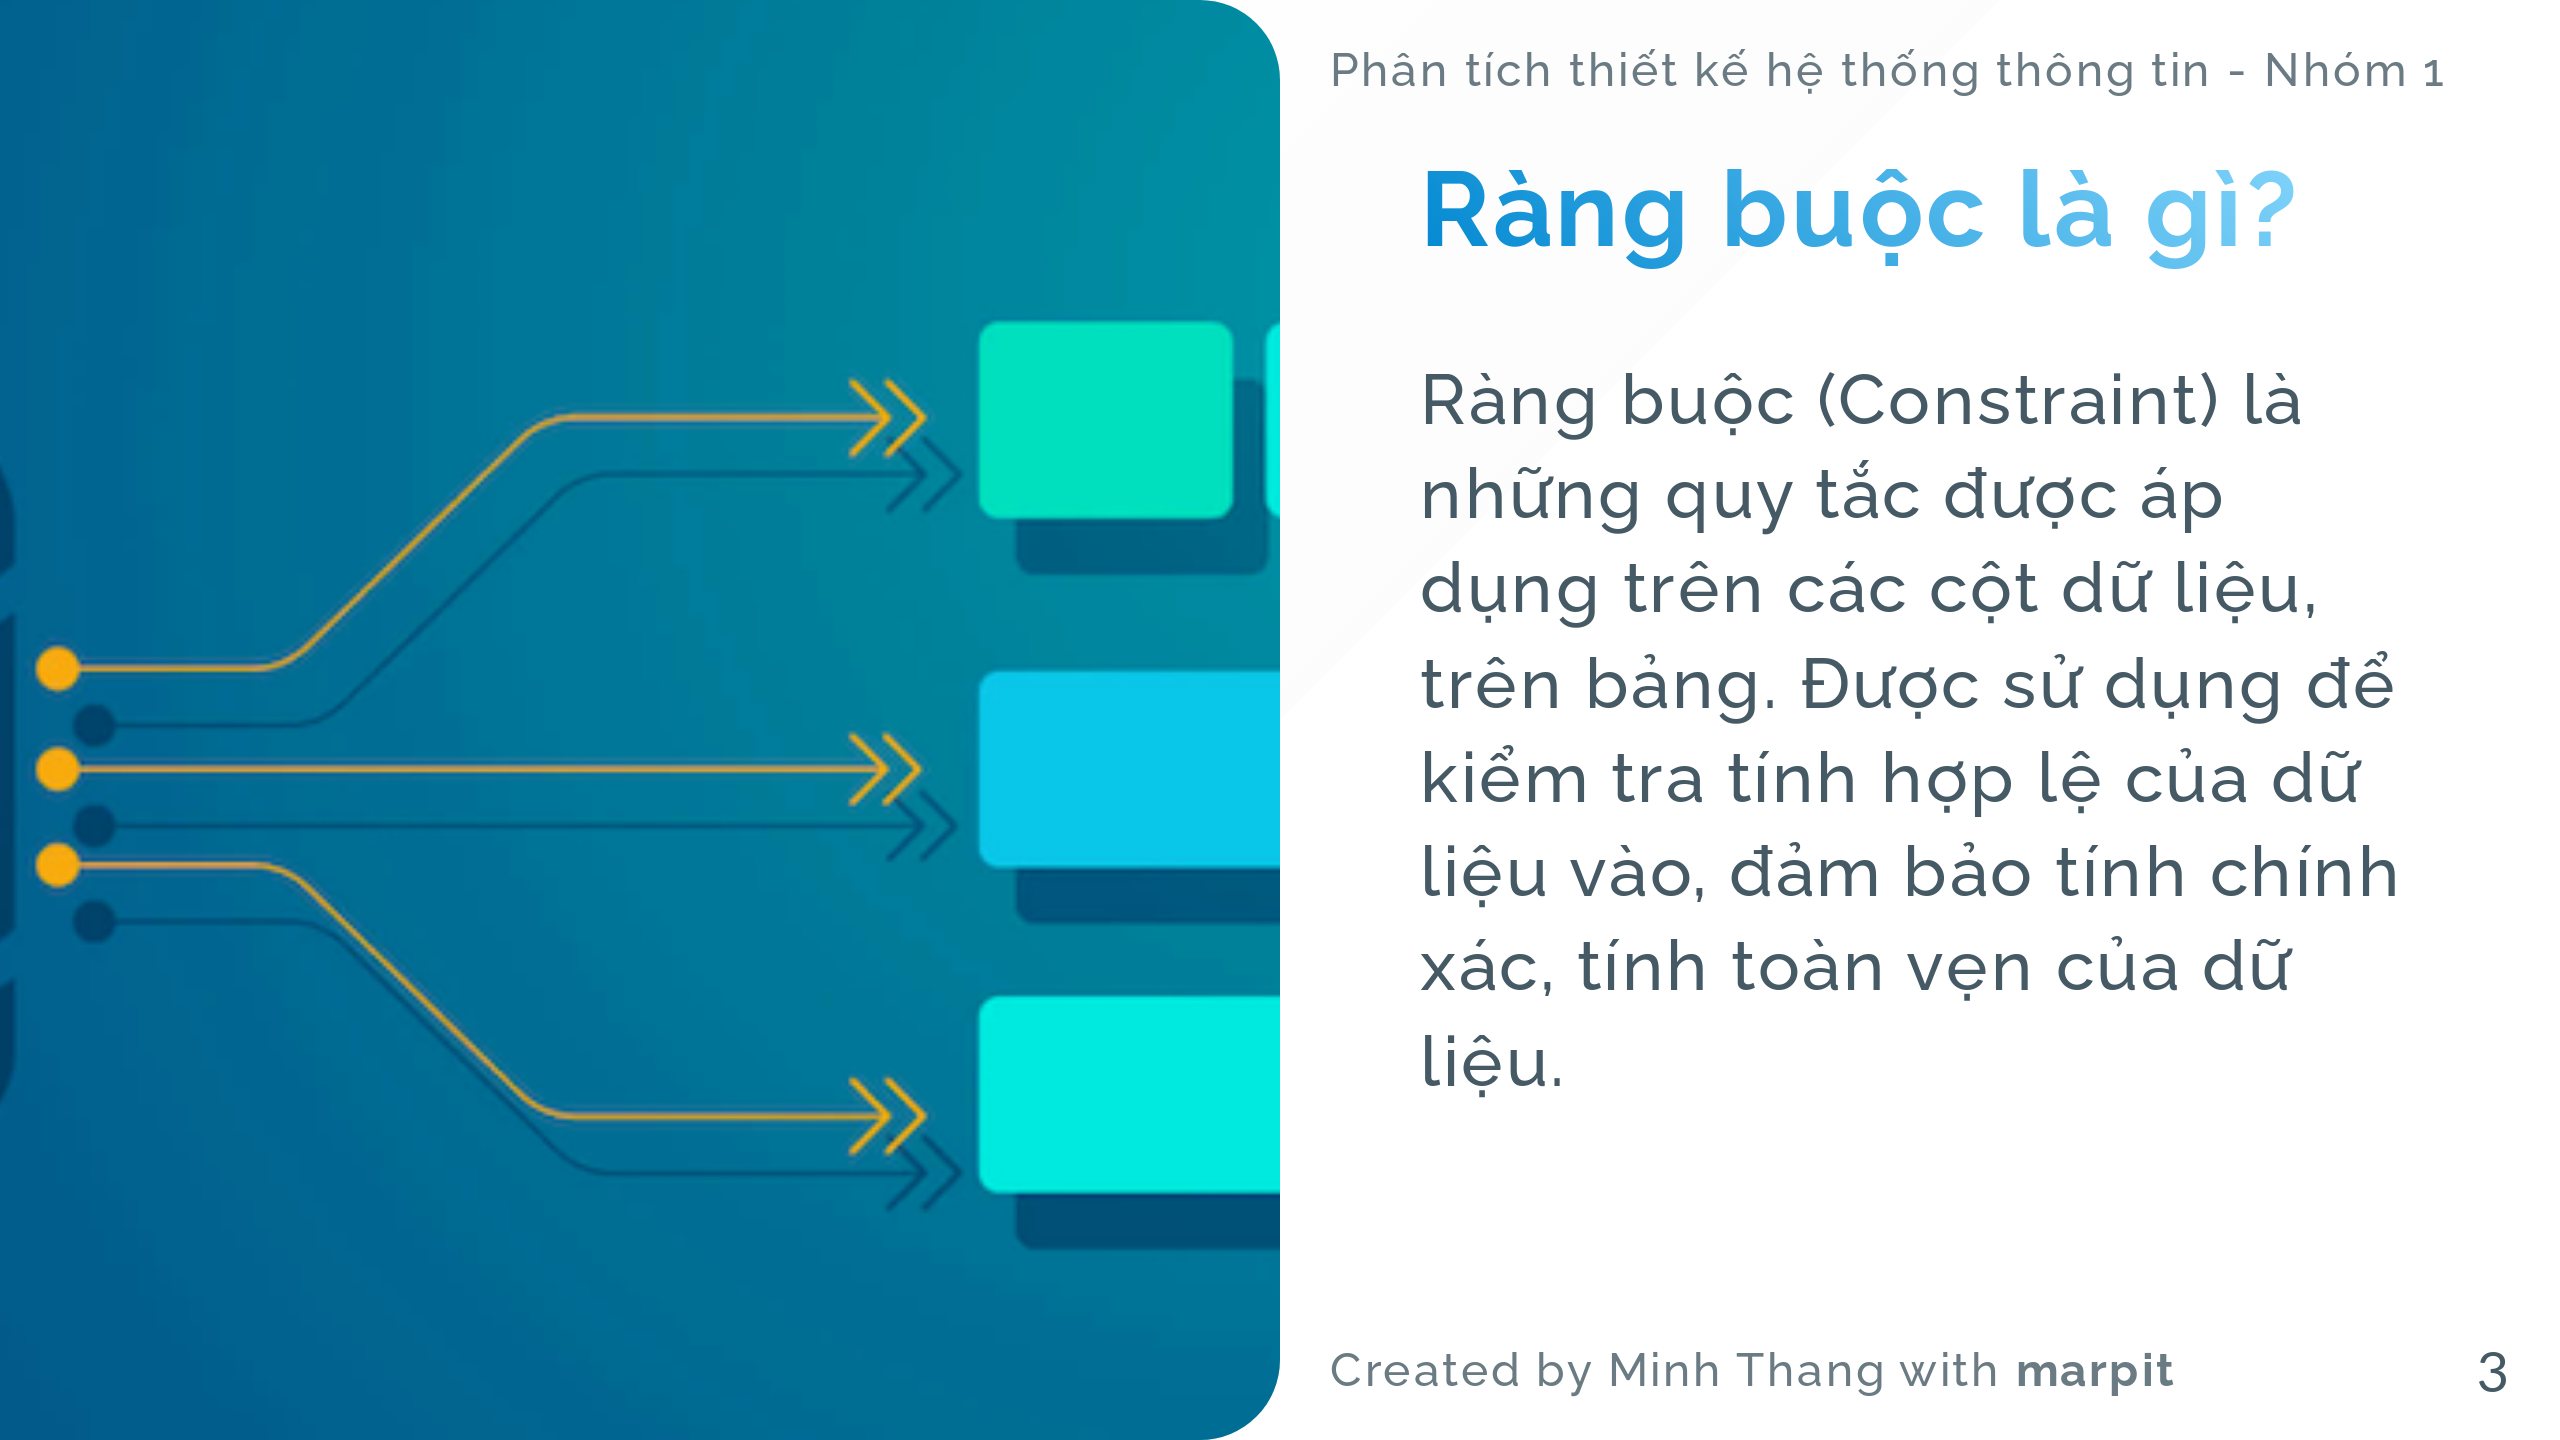 Phân tích thiết kế hệ thống thông tin - Nhóm 1
Ràng buộc là gì?
Ràng buộc (Constraint) là
những quy tắc được áp
dụng trên các cột dữ liệu,
trên bảng. Được sử dụng để
kiểm tra tính hợp lệ của dữ
liệu vào, đảm bảo tính chính
xác, tính toàn vẹn của dữ
liệu.
Created by Minh Thang with marpit
3